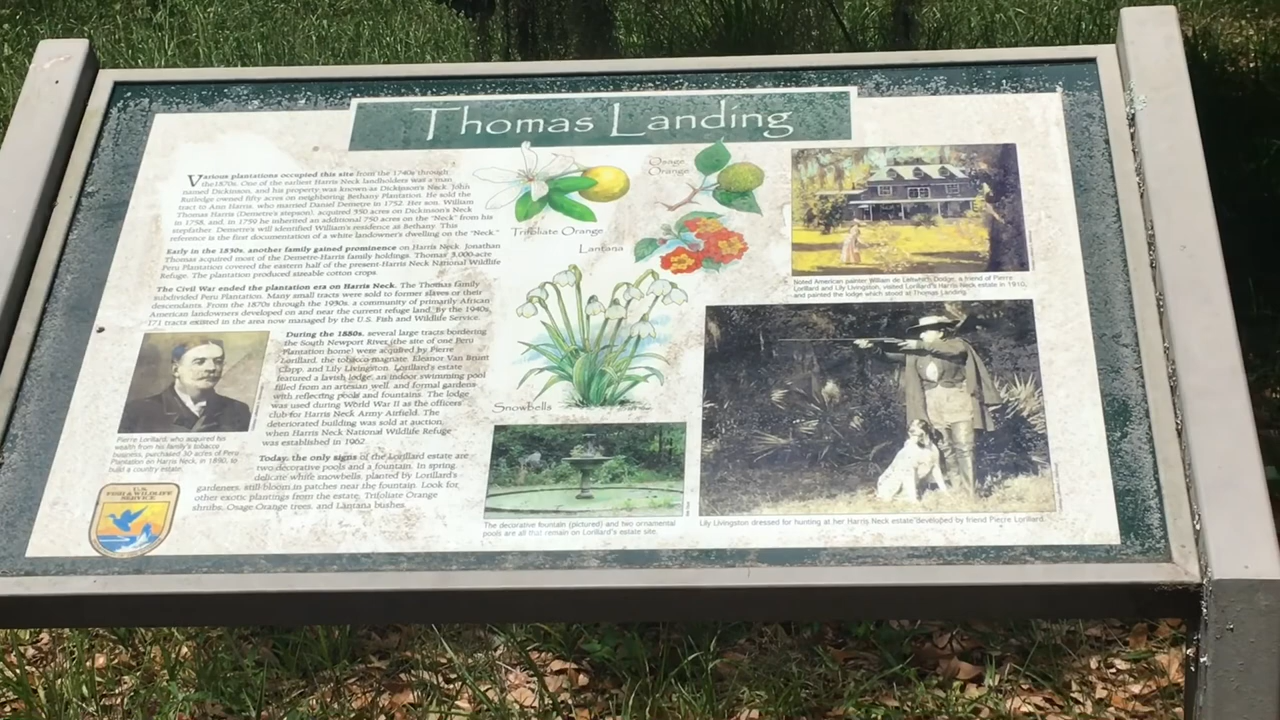 Thomas Landing
Various plantations occupied this site from the 1740s through
the 1870s. One of the earliest Harris Neck landholders was a man
named Dickinson, and his property was known as Dickinson's Neck. John
Rutledge owned fifty acres on neighboring Bethany Plantation. He sold the
tract to Ann Harris, who married Daniel Demetre in 1752. Her son, William
Thomas Harris (Demetre's stepson), acquired 350 acres on Dickinson's Neck
in 1758, and, in 1759 he inherited an additional 750 acres on the "Neck" from his
stepfather. Demetre's will identified William's residence as Bethany. This
reference is the first documentation of a white landowner's dwelling on the "Neck."
Early in the 1830s, another family gained prominence on Harris Neck. Jonathan
Thomas acquired most of the Demetre-Harris family holdings. Thomas' 3,000-acre
Peru Plantation covered the eastern half of the present-Harris Neck National Wildlife
Refuge. The plantation produced sizeable cotton crops.
The Civil War ended the plantation era on Harris Neck. The Thomas family
subdivided Peru Plantation. Many small tracts were sold to former slaves or their
descendants. From the 1870s through the 1900s, a community of primarily African
American landowners developed on and near the current refuge land. By the 1940s,
171 tracts existed in the area now managed by the U.S. Fish and Wildlife Service.
During the 1880s, several large tracts bordering
the South Newport River (the site of one Peru
Plantation home) were acquired by Pierre
Lorillard, the tobacco magnate, Eleanor Van Brunt
Clapp, and Lily Livingston. Lorillard's estate
featured a lavish lodge, an indoor swimming pool
filled from an artesian well, and formal gardens
with reflecting pools and fountains. The lodge
was used during World War II as the officers'
club for Harris Neck Army Airfield. The
deteriorated building was sold at auction
when Harris Neck National Wildlife Refuge
was established in 1962.
Today, the only signs of the Lorillard estate are
two decorative pools and a fountain. In spring,
delicate white snowbells, planted by Lorillard's
gardeners, still bloom in patches near the fountain. Look for
other exotic plantings from the estate: Trifoliate Orange
shrubs, Osage Orange trees, and Lantana bushes.
Pierre Lorillard, who acquired his
wealth from his family's tobacco
business, purchased 50 acres of Peru
Plantation on Harris Neck, in 1890, to
build a country estate.
U.S.
FISH & WILDLIFE
SERVICE
Trifoliate Orange
Osage
Orange
Lantana
Snowbells
The decorative fountain (pictured) and two ornamental
pools are all that remain on Lorillard's estate site.
Noted American painter William de Leftwich Dodge, a friend of Pierre
Lorillard and Lily Livingston, visited Lorillard's Harris Neck estate in 1910,
and painted the lodge which stood at Thomas Landing.
Lily Livingston dressed for hunting at her Harris Neck estate developed by friend Pierre Lorillard.